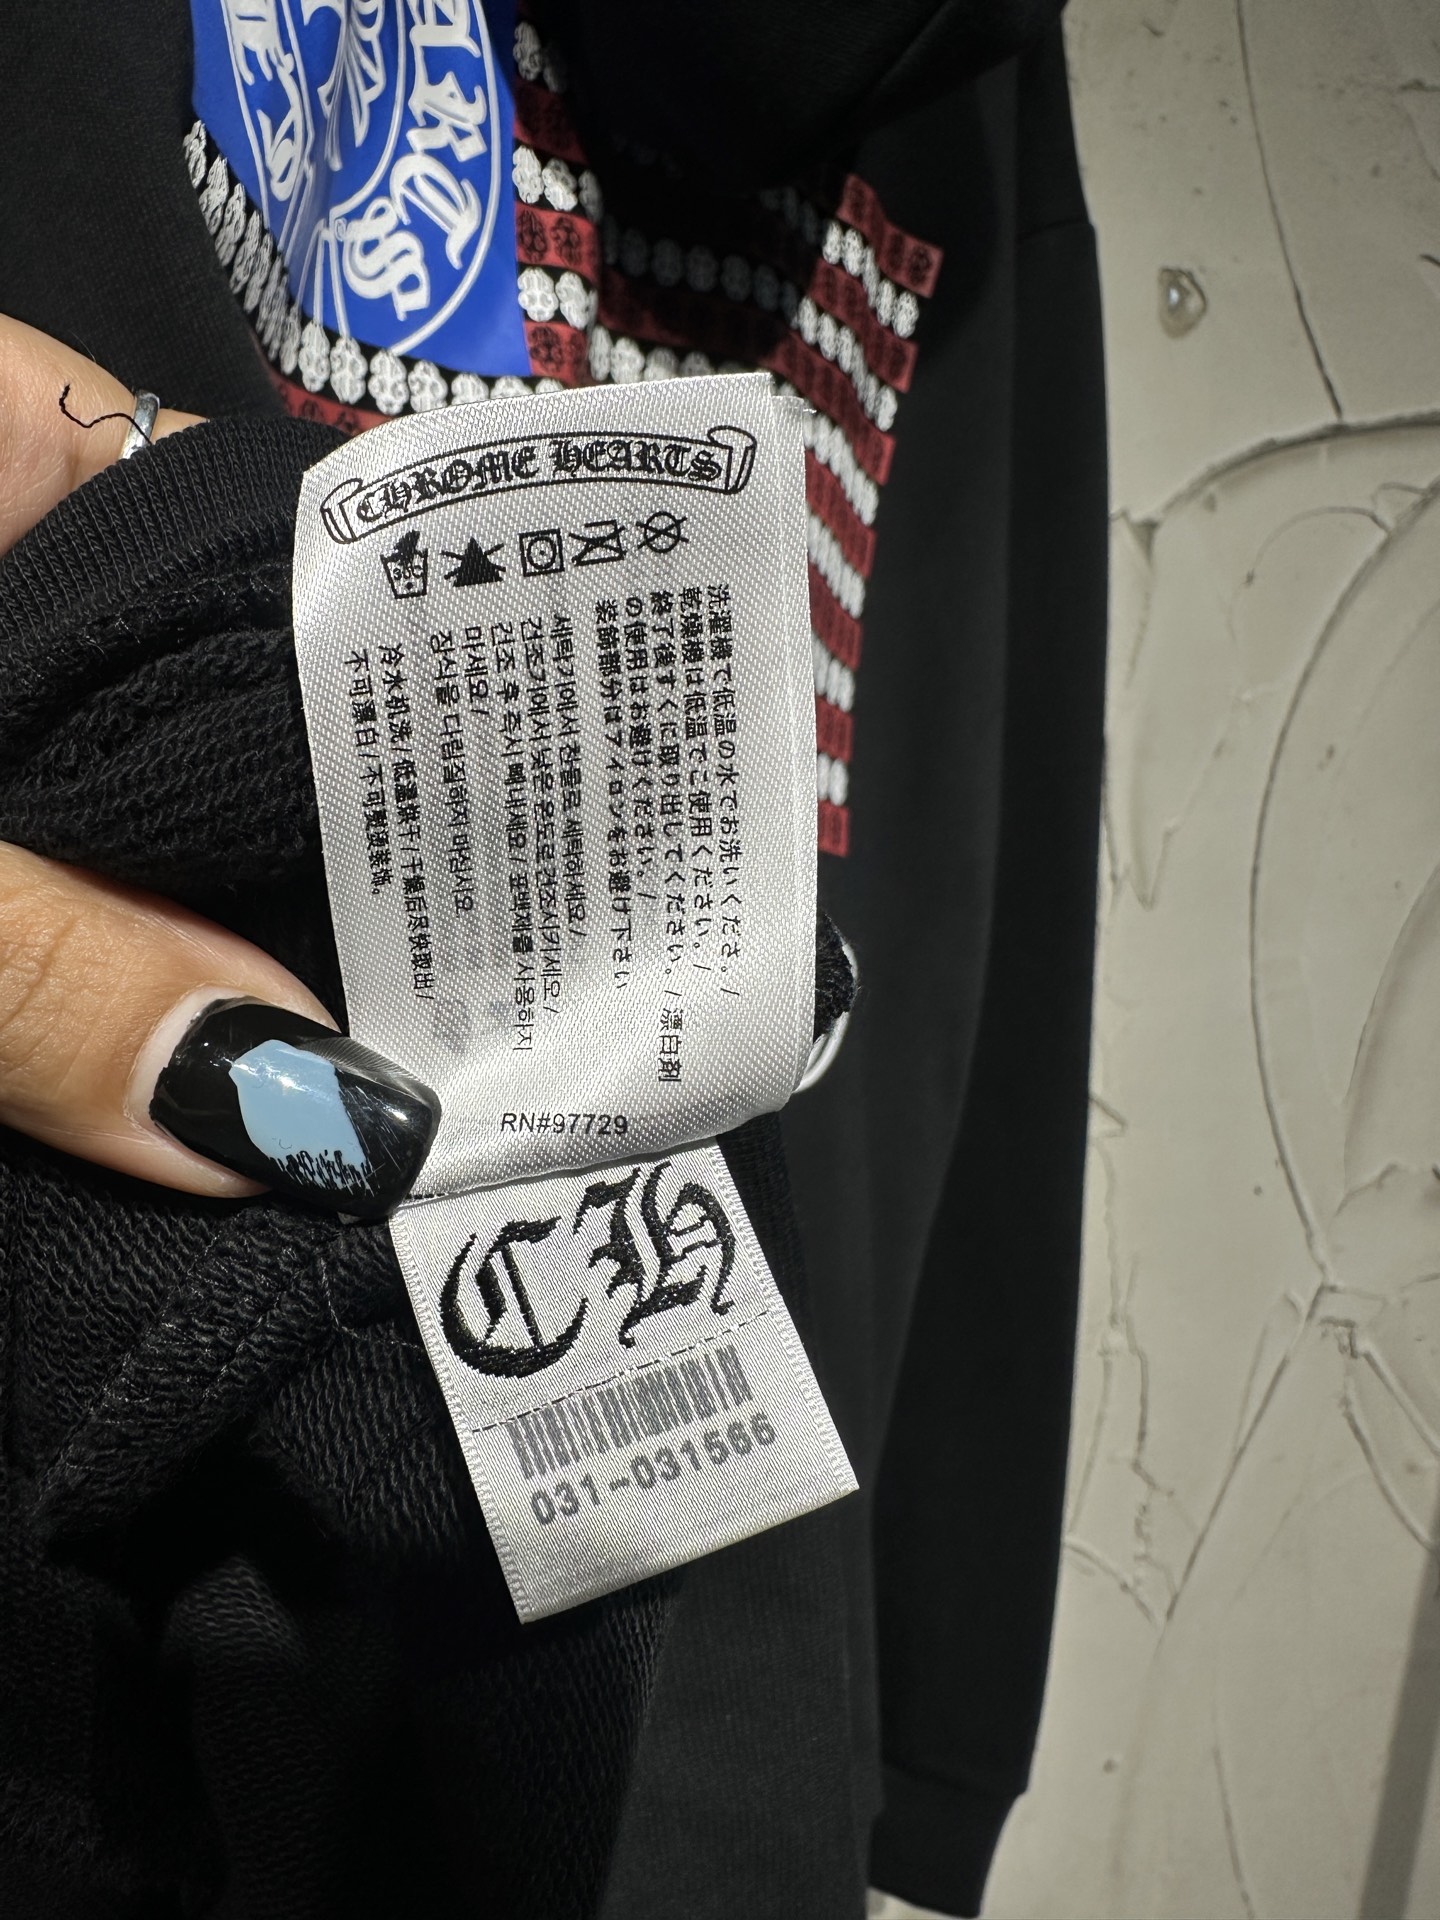 HEARTS
CHROME HEARTS
洗濯機で低温の水でお洗いくださ。/
乾燥機は低温でご使用ください。/
終了後すぐに取り出してください。/漂白剤
の使用はお避けください。/
装飾部分はアイロンをお避け下さい
세탁기에서 찬물로 세탁하세요/
건조기에서 낮은 온도로 건조시키세요/
건조 후 즉시 빼내세요/표백제를 사용하지
마세요/
장식물 다림질하지 마십시오
冷水机洗/低温烘干/干燥后尽快取出/
不可漂白/不可熨烫装饰。
RN#97729
CH
031-031566